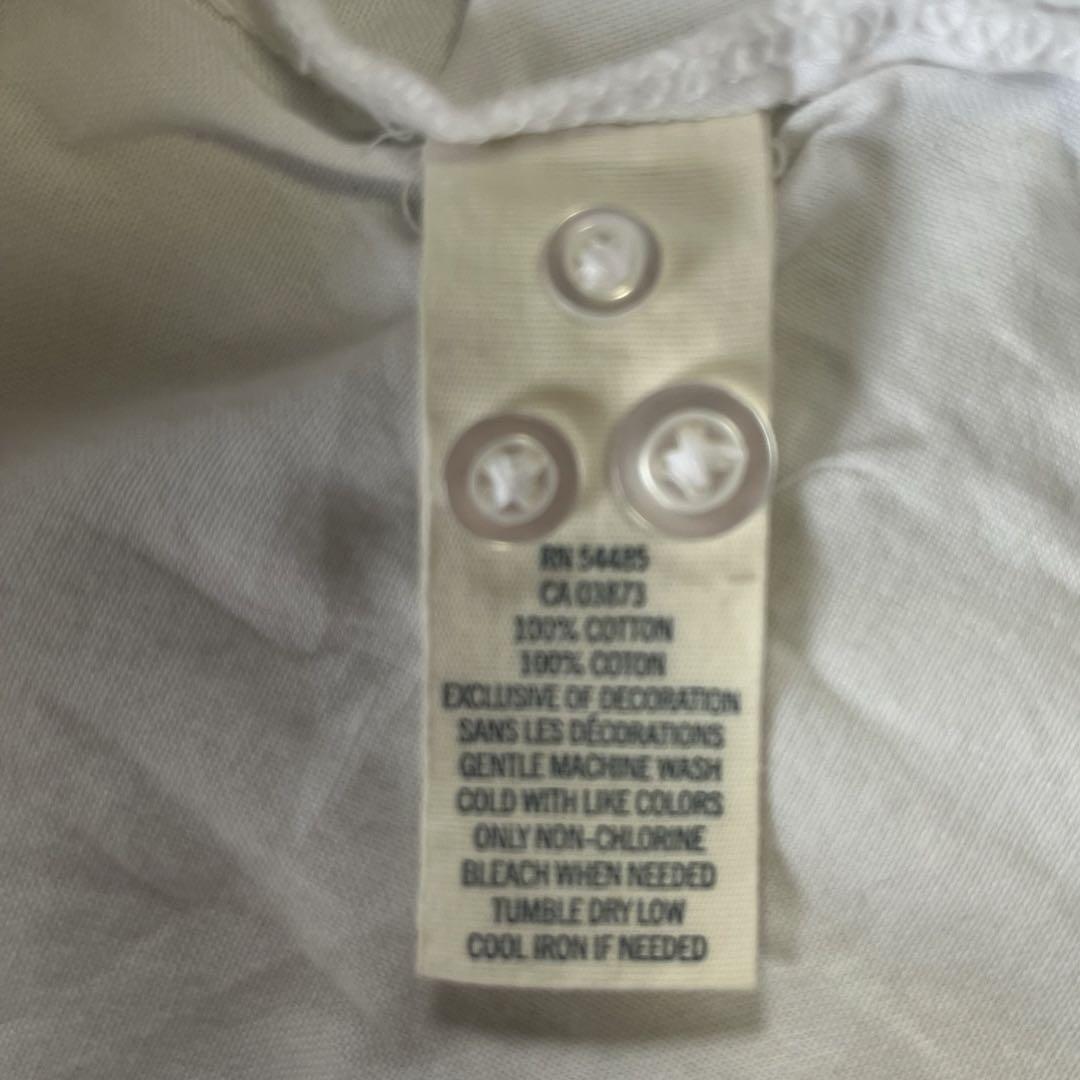 RN 54485
CA 03873
100% COTTON
100% COTON
EXCLUSIVE OF DECORATION
SANS LES DÉCORATIONS
GENTLE MACHINE WASH
COLD WITH LIKE COLORS
ONLY NON-CHLORINE
BLEACH WHEN NEEDED
TUMBLE DRY LOW
COOL IRON IF NEEDED